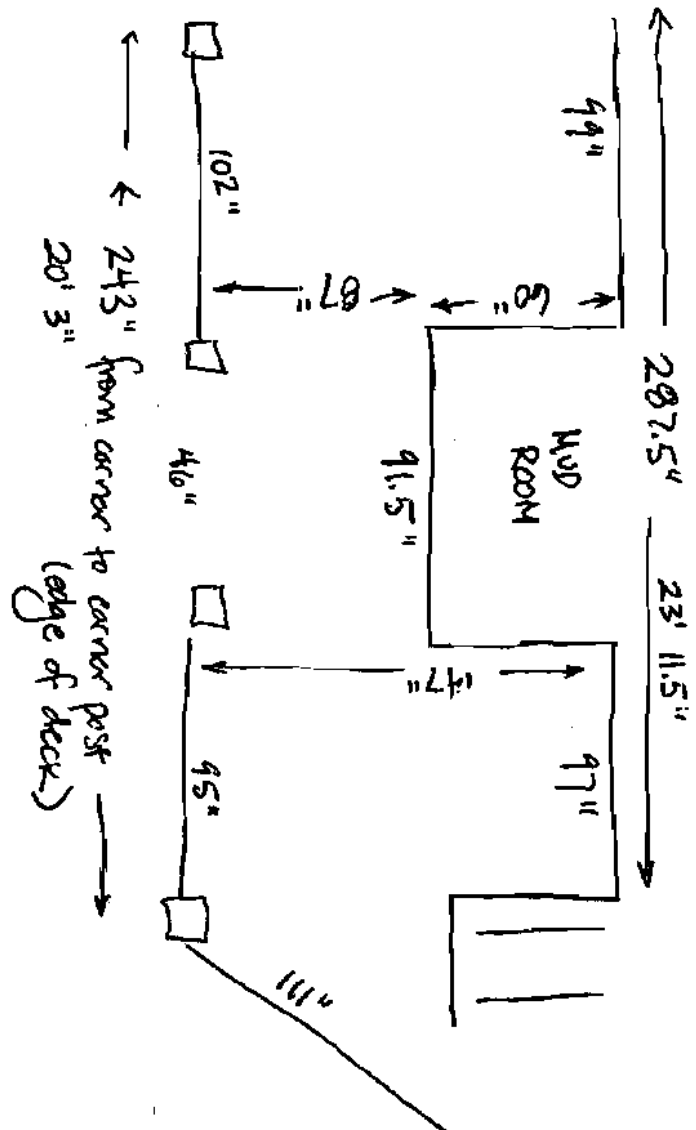 287.5" 23' 11.5"
99"
97"
MUD
ROOM
60"
91.5"
87"
147"
102"
46"
95"
111"
243" from corner to corner post
20' 3" (edge of deck)